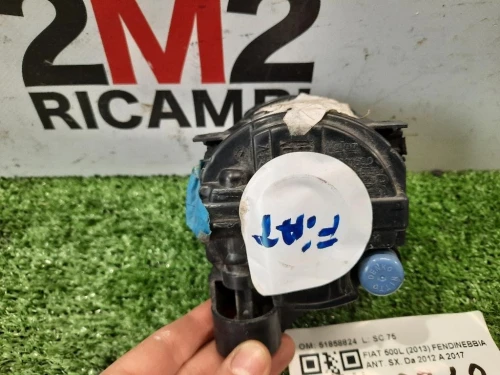 2M2
RICAMBI
FIAT
OM: 51858824 L. SC 75
FIAT 500L (2013) FENDINEBBIA
ANT. SX. Da 2012 A 2017